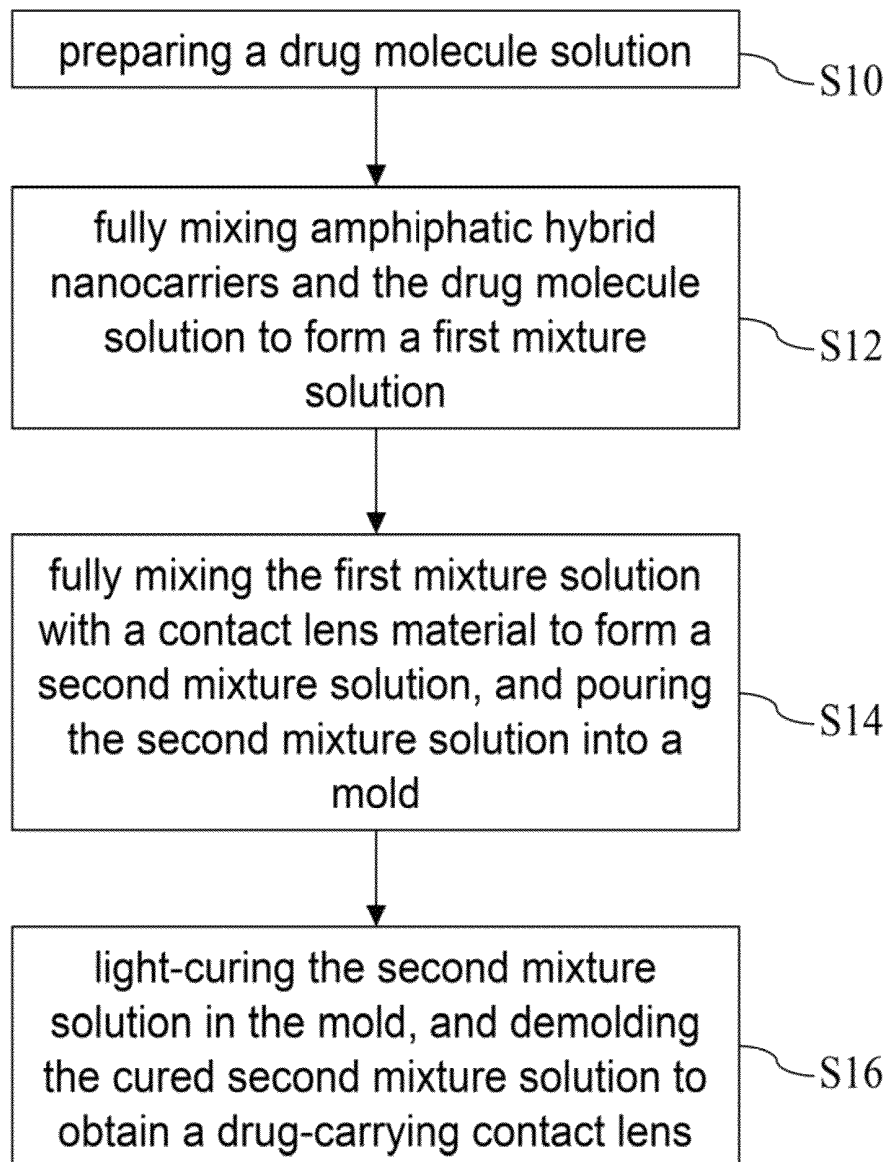 preparing a drug molecule solution
S10
fully mixing amphiphatic hybrid
nanocarriers and the drug molecule
solution to form a first mixture
solution
S12
fully mixing the first mixture solution
with a contact lens material to form a
second mixture solution, and pouring
the second mixture solution into a
mold
S14
light-curing the second mixture
solution in the mold, and demolding
the cured second mixture solution to
obtain a drug-carrying contact lens
S16